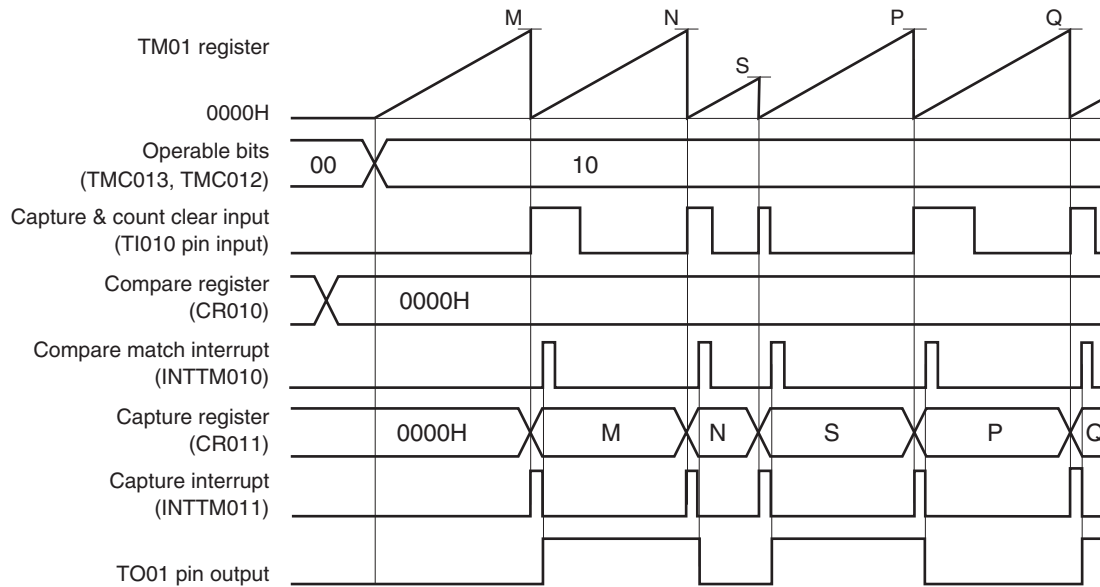 M N S P Q
TM01 register
0000H
Operable bits
(TMC013, TMC012)
00 10
Capture & count clear input
(TI010 pin input)
Compare register
(CR010)
0000H
Compare match interrupt
(INTTM010)
Capture register
(CR011)
0000H M N S P Q
Capture interrupt
(INTTM011)
TO01 pin output